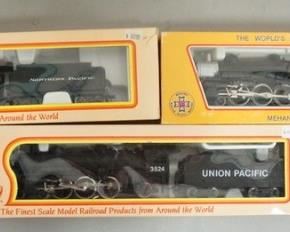 THE WORLD'S
NORTHERN PACIFIC
Around the World
MEHAN
3524
UNION PACIFIC
The Finest Scale Model Railroad Products from Around the World